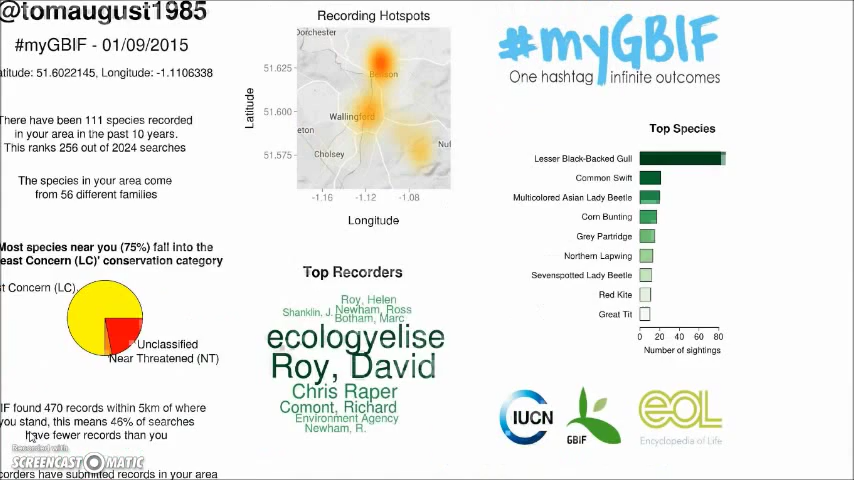 @tomaugust1985
#myGBIF - 01/09/2015
atitude: 51.6022145, Longitude: -1.1106338
There have been 111 species recorded
in your area in the past 10 years.
This ranks 256 out of 2024 searches
The species in your area come
from 56 different families
Most species near you (75%) fall into the
east Concern (LC)' conservation category
st Concern (LC)
Unclassified
Near Threatened (NT)
IF found 470 records within 5km of where
you stand, this means 46% of searches
have fewer records than you
Recorded with
SCREENCAST-O-MATIC
corders have submitted records in your area
Recording Hotspots
Latitude
51.625
51.600
51.575
Dorchester
Benson
Wallingford
eton
Cholsey
Nuf
-1.16
-1.12
-1.08
Longitude
Top Recorders
Roy, Helen
Shanklin, J.
Newham, Ross
Botham, Marc
ecologyelise
Roy, David
Chris Raper
Comont, Richard
Environment Agency
Newham, R.
#myGBIF
One hashtag infinite outcomes
Top Species
Lesser Black-Backed Gull
Common Swift
Multicolored Asian Lady Beetle
Corn Bunting
Grey Partridge
Northern Lapwing
Sevenspotted Lady Beetle
Red Kite
Great Tit
0 20 40 60 80
Number of sightings
IUCN
GBIF
eol
Encyclopedia of Life